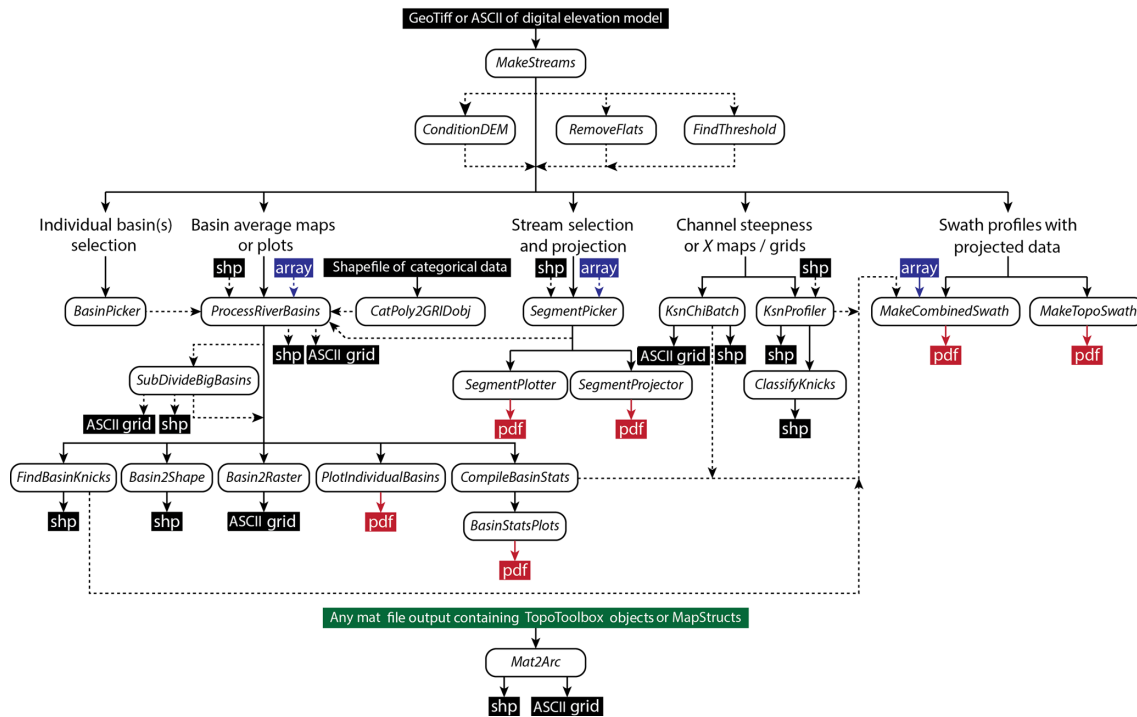 GeoTiff or ASCII of digital elevation model
MakeStreams
ConditionDEM
RemoveFlats
FindThreshold
Individual basin(s)
selection
Basin average maps
or plots
Stream selection
and projection
Channel steepness
or X maps / grids
Swath profiles with
projected data
shp
array
Shapefile of categorical data
shp
array
shp
array
BasinPicker
ProcessRiverBasins
CatPoly2GRIDobj
SegmentPicker
KsnChiBatch
KsnProfiler
MakeCombinedSwath
MakeTopoSwath
shp
ASCII grid
ASCII grid
shp
shp
pdf
pdf
SubDivideBigBasins
SegmentPlotter
SegmentProjector
ClassifyKnicks
ASCII grid
shp
pdf
pdf
shp
FindBasinKnicks
Basin2Shape
Basin2Raster
PlotIndividualBasins
CompileBasinStats
shp
shp
ASCII grid
pdf
BasinStatsPlots
pdf
Any mat file output containing TopoToolbox objects or MapStructs
Mat2Arc
shp
ASCII grid